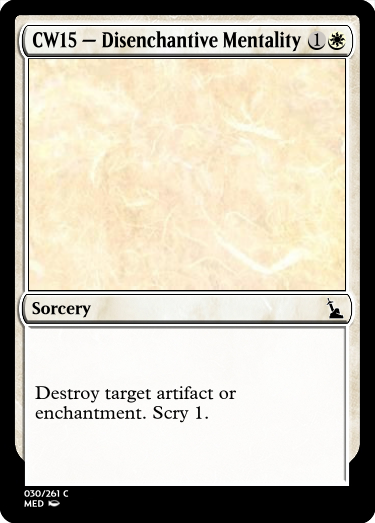 CW15 — Disenchantive Mentality 1
Sorcery
Destroy target artifact or
enchantment. Scry 1.
030/261 C
MED